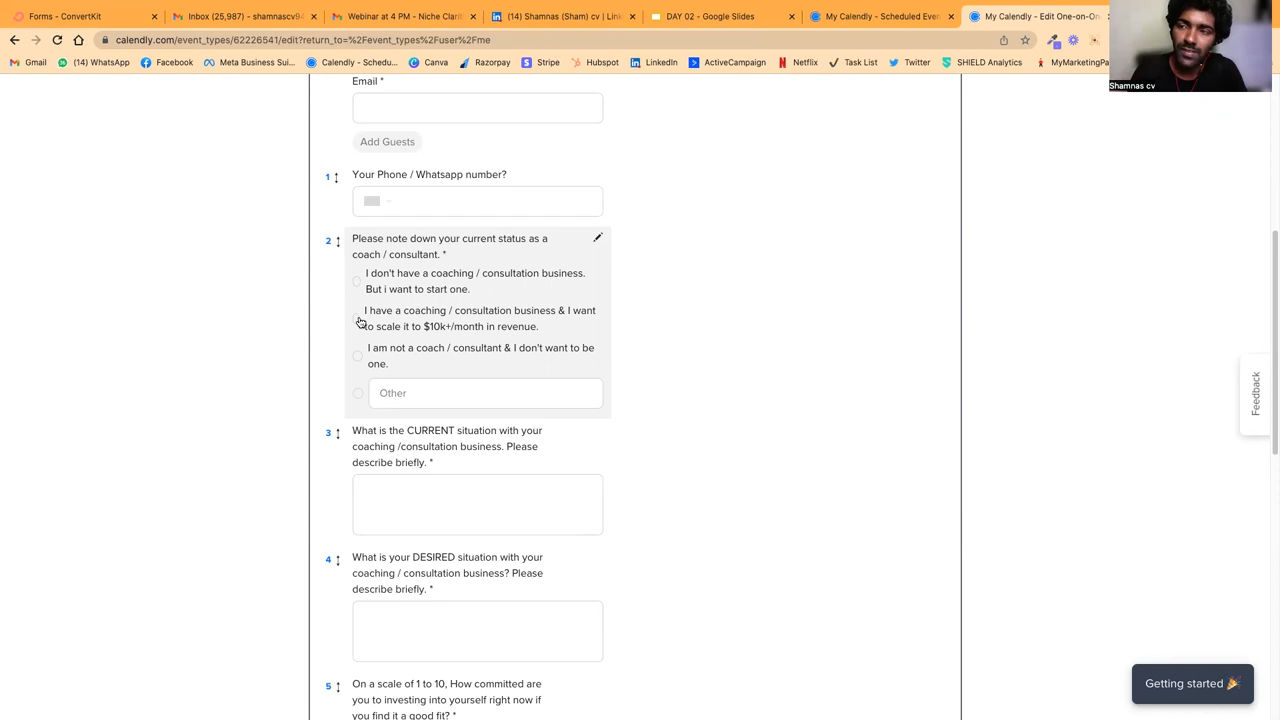 Forms - ConvertKit
Inbox (25,987) - shamnascv94
Webinar at 4 PM - Niche Clarit
(14) Shamnas (Sham) cv | Link
DAY 02 - Google Slides
My Calendly - Scheduled Even
My Calendly - Edit One-on-On
calendly.com/event_types/62226541/edit?return_to=%2Fevent_types%2Fuser%2Fme
Gmail
(14) WhatsApp
Facebook
Meta Business Sui...
Calendly - Schedu...
Canva
Razorpay
Stripe
Hubspot
LinkedIn
ActiveCampaign
Netflix
Task List
Twitter
SHIELD Analytics
MyMarketingPa
Shamnas cv
Email *
Add Guests
1 Your Phone / Whatsapp number?
2 Please note down your current status as a
coach / consultant. *
I don't have a coaching / consultation business.
But i want to start one.
I have a coaching / consultation business & I want
to scale it to $10k+/month in revenue.
I am not a coach / consultant & I don't want to be
one.
Other
3 What is the CURRENT situation with your
coaching /consultation business. Please
describe briefly. *
4 What is your DESIRED situation with your
coaching / consultation business? Please
describe briefly. *
5 On a scale of 1 to 10, How committed are
you to investing into yourself right now if
you find it a good fit? *
Feedback
Getting started 🎉